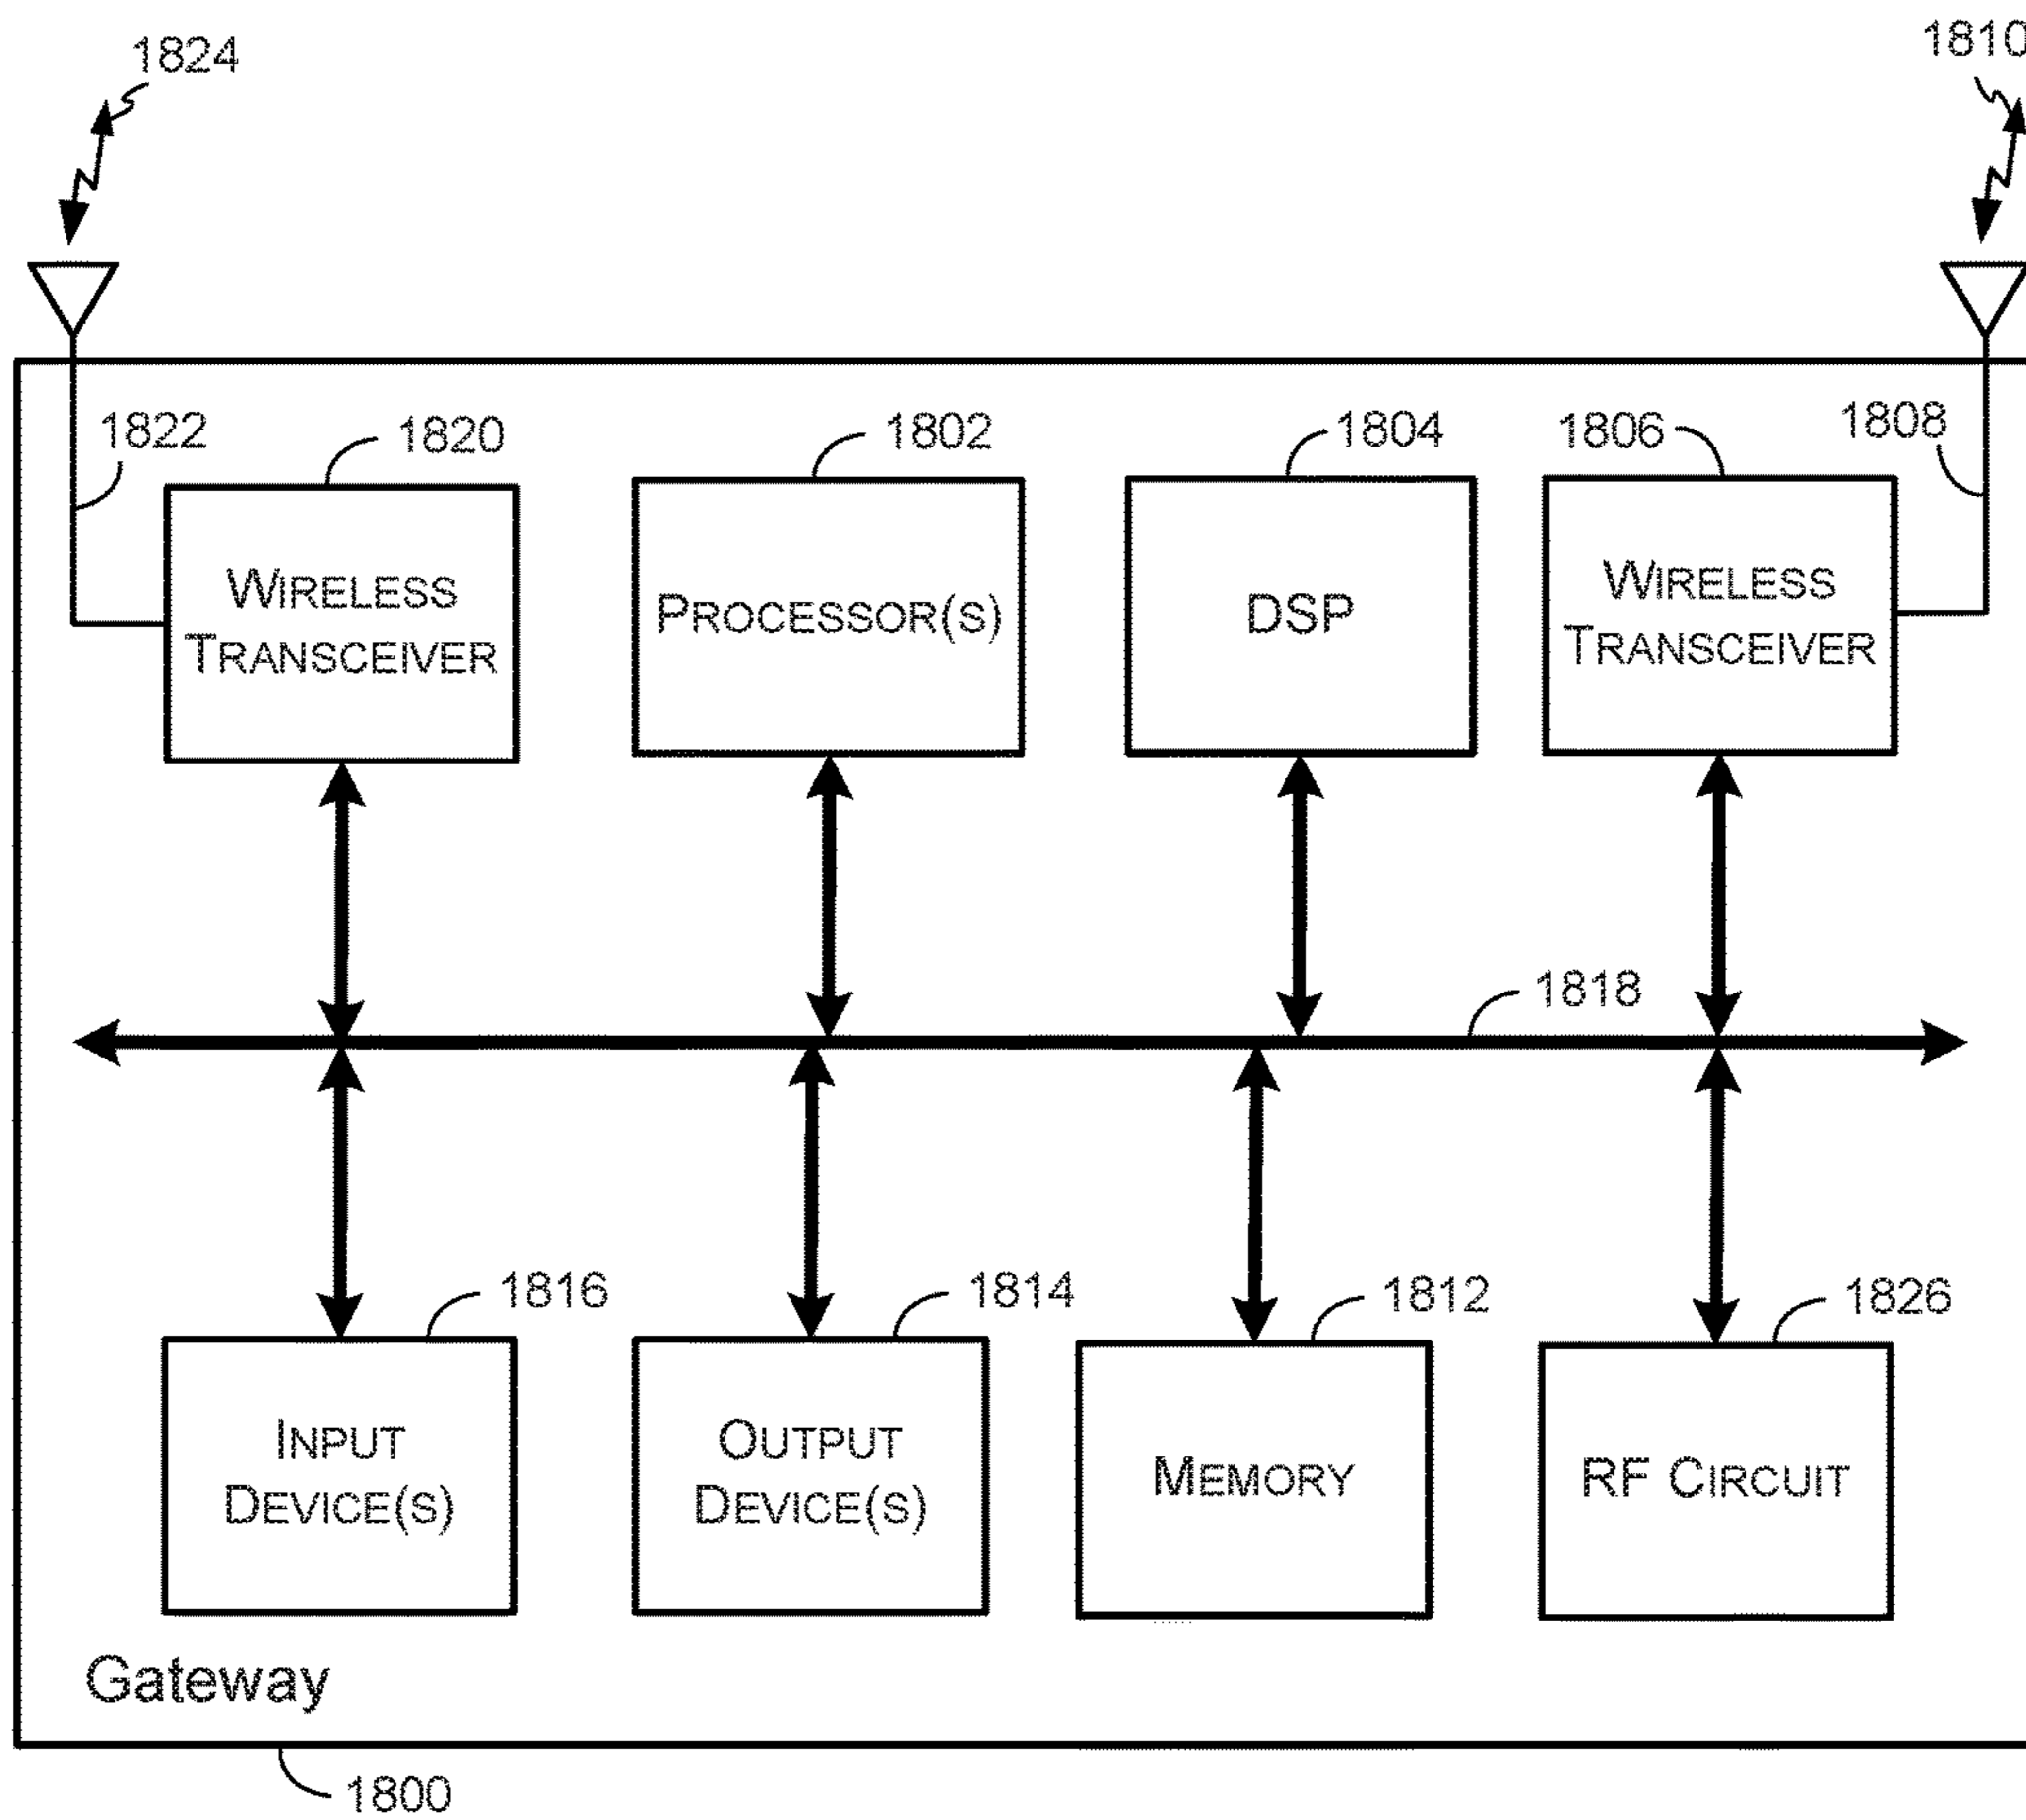 1824
1810
1822
1820
1802
1804
1806
1808
WIRELESS
TRANSCEIVER
PROCESSOR(S)
DSP
WIRELESS
TRANSCEIVER
1818
1816
1814
1812
1826
INPUT
DEVICE(S)
OUTPUT
DEVICE(S)
MEMORY
RF CIRCUIT
Gateway
1800